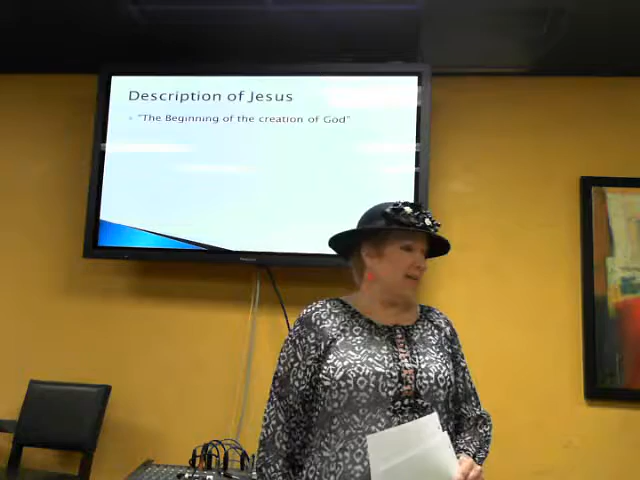 Description of Jesus
"The Beginning of the creation of God"